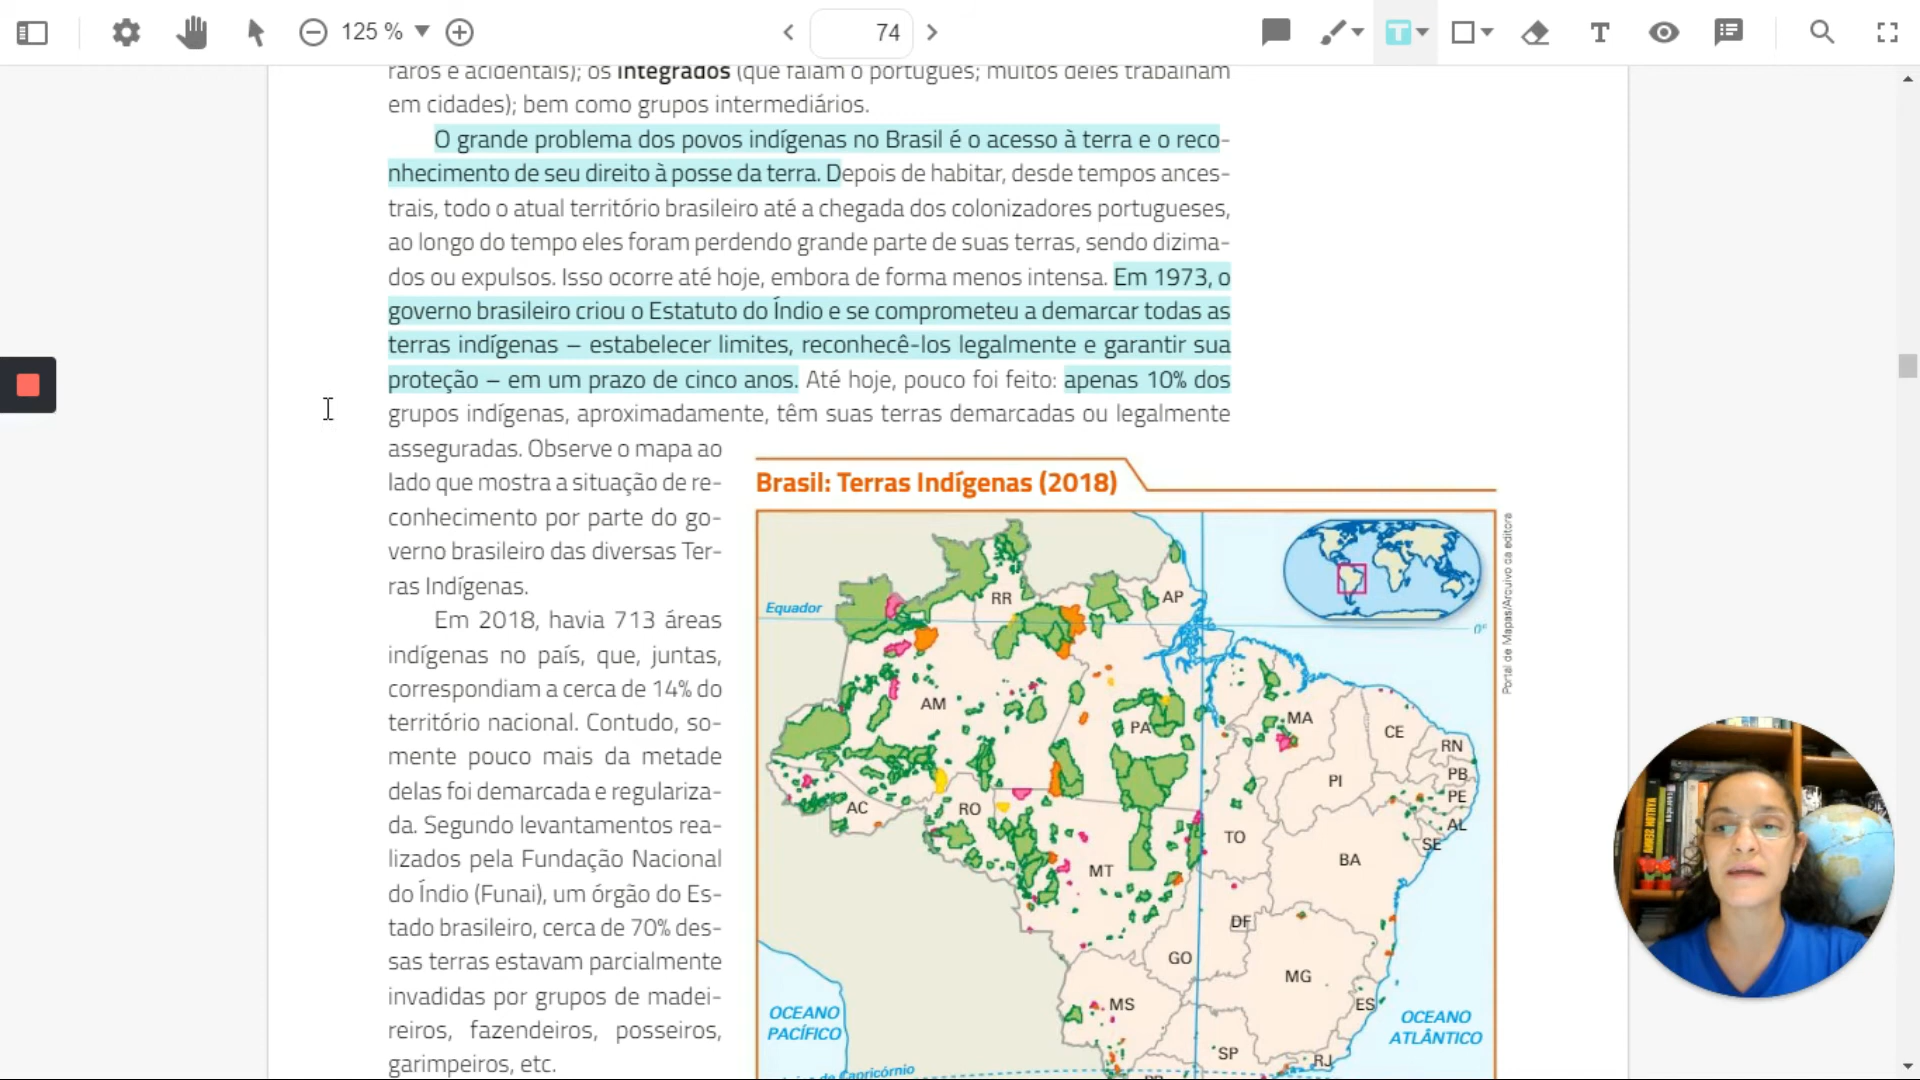 125 %
74
raros e acidentais); os integrados (que falam o português; muitos deles trabalham
em cidades); bem como grupos intermediários.
O grande problema dos povos indígenas no Brasil é o acesso à terra e o reco-
nhecimento de seu direito à posse da terra. Depois de habitar, desde tempos ances-
trais, todo o atual território brasileiro até a chegada dos colonizadores portugueses,
ao longo do tempo eles foram perdendo grande parte de suas terras, sendo dizima-
dos ou expulsos. Isso ocorre até hoje, embora de forma menos intensa. Em 1973, o
governo brasileiro criou o Estatuto do Índio e se comprometeu a demarcar todas as
terras indígenas – estabelecer limites, reconhecê-los legalmente e garantir sua
proteção – em um prazo de cinco anos. Até hoje, pouco foi feito: apenas 10% dos
grupos indígenas, aproximadamente, têm suas terras demarcadas ou legalmente
asseguradas. Observe o mapa ao
lado que mostra a situação de re-
conhecimento por parte do go-
verno brasileiro das diversas Ter-
ras Indígenas.
Em 2018, havia 713 áreas
indígenas no país, que, juntas,
correspondiam a cerca de 14% do
território nacional. Contudo, so-
mente pouco mais da metade
delas foi demarcada e regulariza-
da. Segundo levantamentos rea-
lizados pela Fundação Nacional
do Índio (Funai), um órgão do Es-
tado brasileiro, cerca de 70% des-
sas terras estavam parcialmente
invadidas por grupos de madei-
reiros, fazendeiros, posseiros,
garimpeiros, etc.
Brasil: Terras Indígenas (2018)
Portal de Mapas/Arquivo da editora
Equador
0°
RR
AP
AM
PA
MA
CE
RN
PB
PE
AL
SE
PI
AC
RO
TO
BA
MT
DF
GO
MG
ES
MS
SP
RJ
PR
OCEANO
PACÍFICO
OCEANO
ATLÂNTICO
de Capricórnio